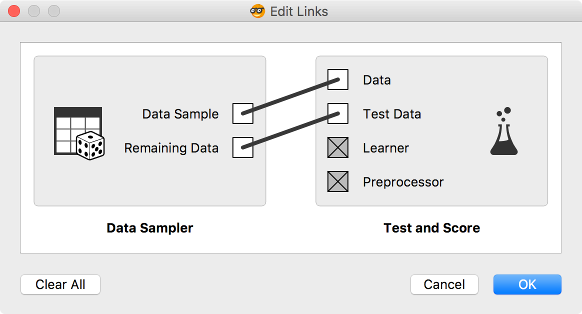 Edit Links
Data Sample
Remaining Data
Data
Test Data
Learner
Preprocessor
Data Sampler
Test and Score
Clear All
Cancel
OK